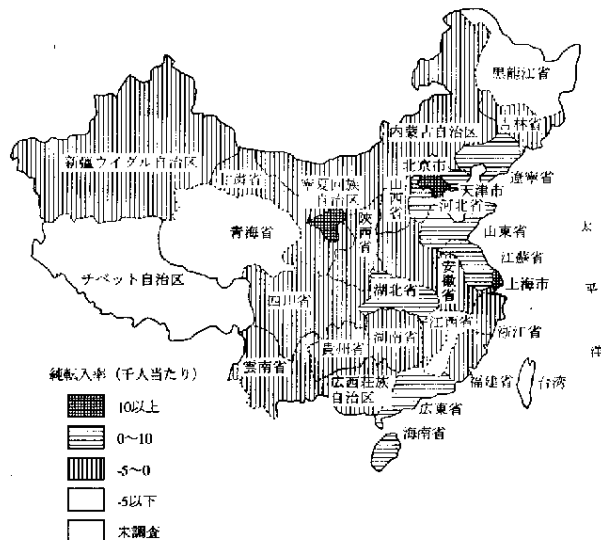 黒龍江省
内蒙古自治区
吉林省
新疆ウイグル自治区
北京市
遼寧省
甘粛省
寧夏回族
自治区
山西省
天津市
河北省
青海省
陝西省
山東省
太平洋
江蘇省
チベット自治区
安徽省
上海市
湖北省
四川省
江西省
浙江省
貴州省
湖南省
雲南省
福建省
台湾
広西荘族
自治区
広東省
海南省
純転入率（千人当たり）
10以上
0～10
-5～0
-5以下
未調査